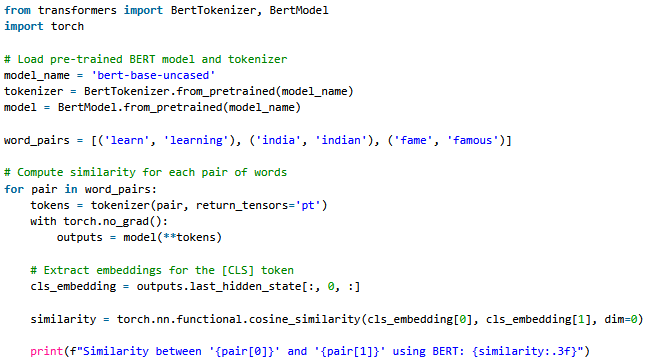 from transformers import BertTokenizer, BertModel
import torch

# Load pre-trained BERT model and tokenizer
model_name = 'bert-base-uncased'
tokenizer = BertTokenizer.from_pretrained(model_name)
model = BertModel.from_pretrained(model_name)

word_pairs = [('learn', 'learning'), ('india', 'indian'), ('fame', 'famous')]

# Compute similarity for each pair of words
for pair in word_pairs:
    tokens = tokenizer(pair, return_tensors='pt')
    with torch.no_grad():
        outputs = model(**tokens)

    # Extract embeddings for the [CLS] token
    cls_embedding = outputs.last_hidden_state[:, 0, :]

    similarity = torch.nn.functional.cosine_similarity(cls_embedding[0], cls_embedding[1], dim=0)

    print(f"Similarity between '{pair[0]}' and '{pair[1]}' using BERT: {similarity:.3f}")